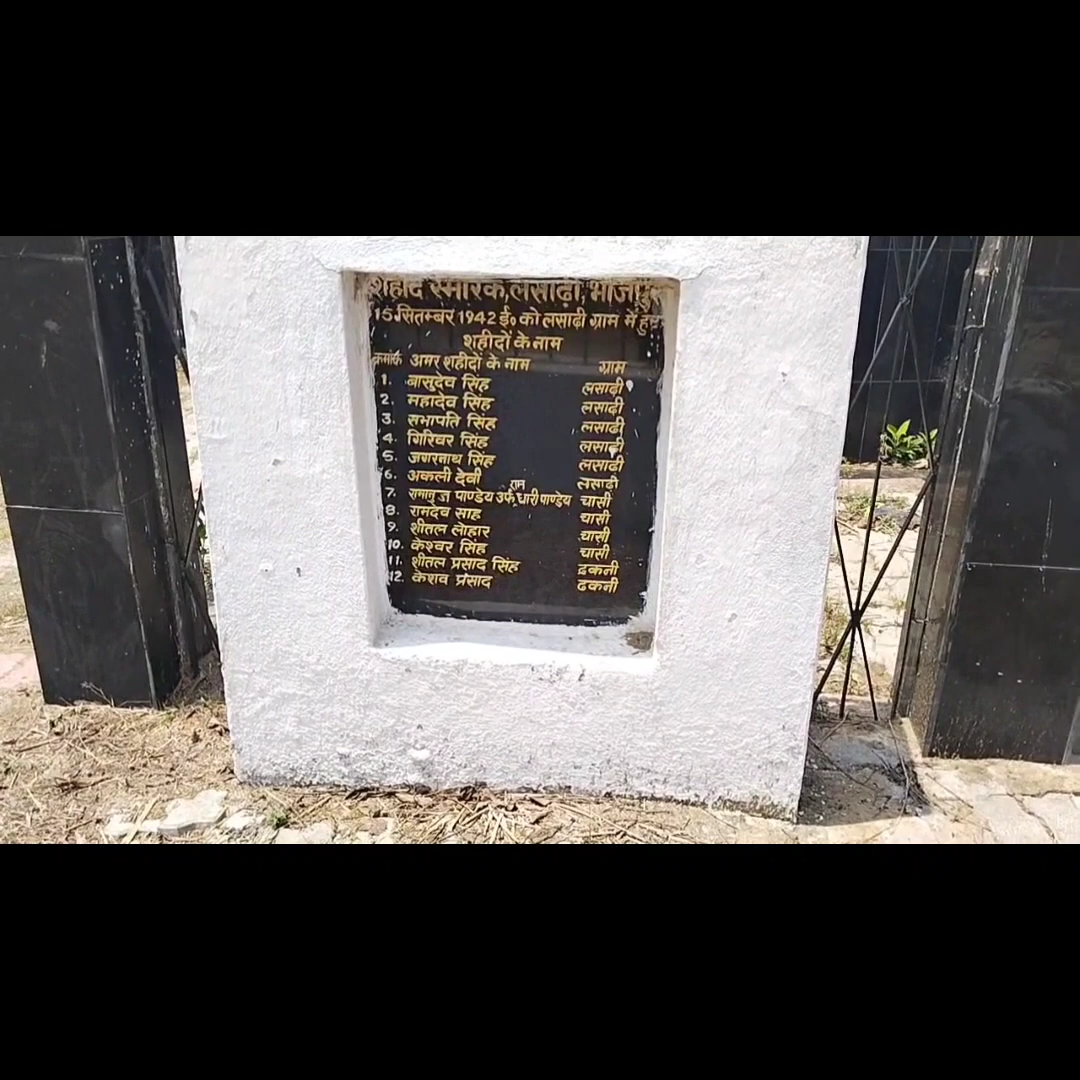 शहीद स्मारक, लसाढ़ी, भोजपुर
15 सितम्बर 1942 ई० को लसाढ़ी ग्राम में हुए
शहीदों के नाम
क्रमांक अमर शहीदों के नाम ग्राम
1. बासुदेव सिंह लसाढ़ी
2. महादेव सिंह लसाढ़ी
3. सभापति सिंह लसाढ़ी
4. गिरिवर सिंह लसाढ़ी
5. जगरनाथ सिंह लसाढ़ी
6. अकली देवी लसाढ़ी
7. रामानुज पाण्डेय उर्फ राम धारी पाण्डेय चासी
8. रामदेव साह चासी
9. शीतल लोहार चासी
10. केश्वर सिंह चासी
11. शीतल प्रसाद सिंह ढकनी
12. केशव प्रसाद ढकनी